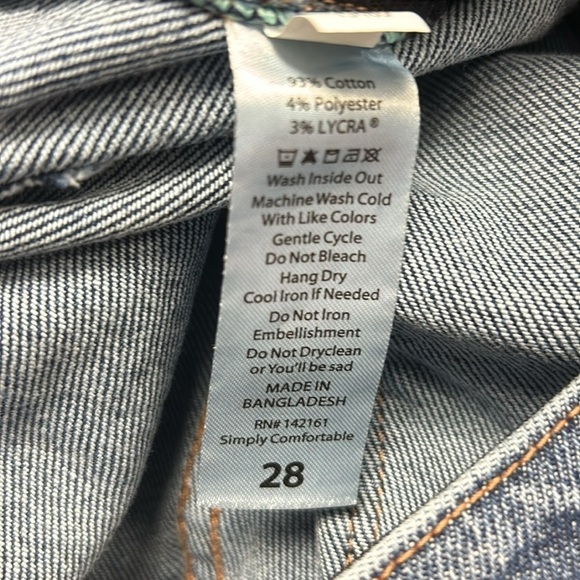 93% Cotton
4% Polyester
3% LYCRA®
Wash Inside Out
Machine Wash Cold
With Like Colors
Gentle Cycle
Do Not Bleach
Hang Dry
Cool Iron If Needed
Do Not Iron
Embellishment
Do Not Dryclean
or You'll be sad
MADE IN
BANGLADESH
RN# 142161
Simply Comfortable
28